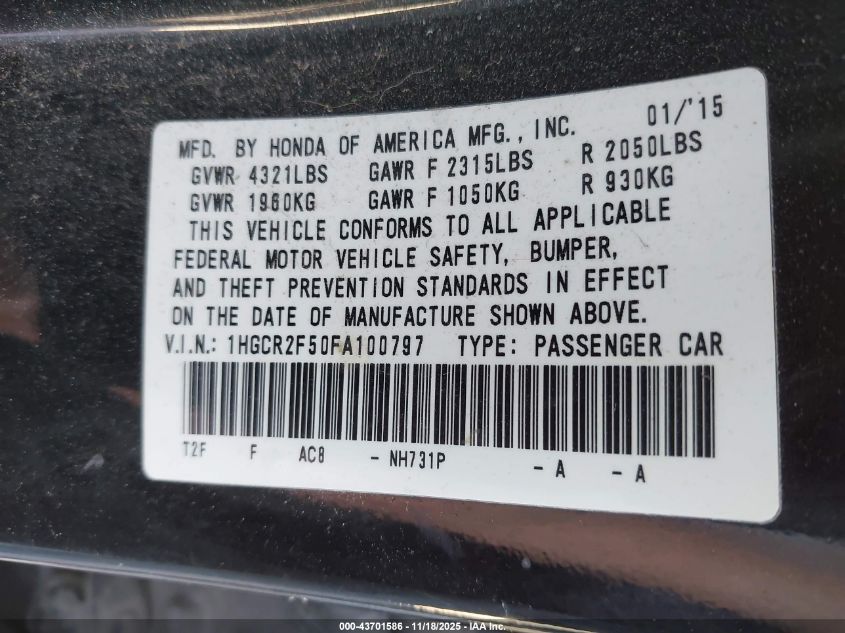 01/'15
MFD. BY HONDA OF AMERICA MFG., INC.
GVWR 4321LBS GAWR F 2315LBS R 2050LBS
GVWR 1960KG GAWR F 1050KG R 930KG
THIS VEHICLE CONFORMS TO ALL APPLICABLE
FEDERAL MOTOR VEHICLE SAFETY, BUMPER,
AND THEFT PREVENTION STANDARDS IN EFFECT
ON THE DATE OF MANUFACTURE SHOWN ABOVE.
V.I.N.: 1HGCR2F50FA100797 TYPE: PASSENGER CAR
T2F F AC8 - NH731P - A - A
000-43701586 - 11/18/2025 - IAA Inc.